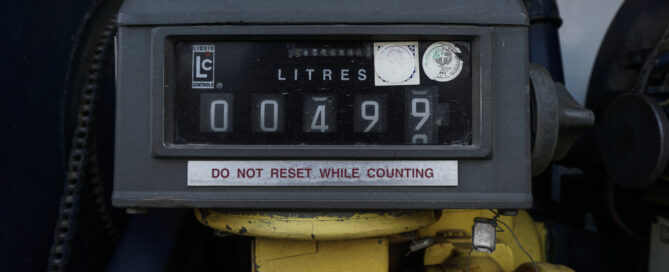 LIQUID
LC
CONTROLS
LITRES
0 0 4 9 9
DO NOT RESET WHILE COUNTING